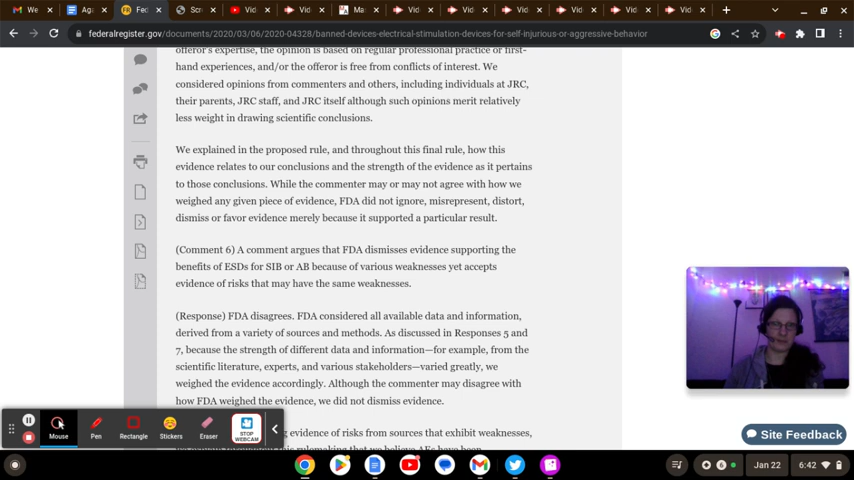 We
Aga
Fed
Scr
Vid
Vid
Ma
Vid
Vid
Vid
Vid
Vid
Vid
Vid
federalregister.gov/documents/2020/03/06/2020-04328/banned-devices-electrical-stimulation-devices-for-self-injurious-or-aggressive-behavior
offeror's expertise, the opinion is based on regular professional practice or first-
hand experiences, and/or the offeror is free from conflicts of interest. We
considered opinions from commenters and others, including individuals at JRC,
their parents, JRC staff, and JRC itself although such opinions merit relatively
less weight in drawing scientific conclusions.
We explained in the proposed rule, and throughout this final rule, how this
evidence relates to our conclusions and the strength of the evidence as it pertains
to those conclusions. While the commenter may or may not agree with how we
weighed any given piece of evidence, FDA did not ignore, misrepresent, distort,
dismiss or favor evidence merely because it supported a particular result.
(Comment 6) A comment argues that FDA dismisses evidence supporting the
benefits of ESDs for SIB or AB because of various weaknesses yet accepts
evidence of risks that may have the same weaknesses.
(Response) FDA disagrees. FDA considered all available data and information,
derived from a variety of sources and methods. As discussed in Responses 5 and
7, because the strength of different data and information—for example, from the
scientific literature, experts, and various stakeholders—varied greatly, we
weighed the evidence accordingly. Although the commenter may disagree with
how FDA weighed the evidence, we did not dismiss evidence.
evidence of risks from sources that exhibit weaknesses,
rulemaking that we believe AEs have been
Mouse
Pen
Rectangle
Stickers
Eraser
STOP
WEBCAM
Site Feedback
6
Jan 22
6:42